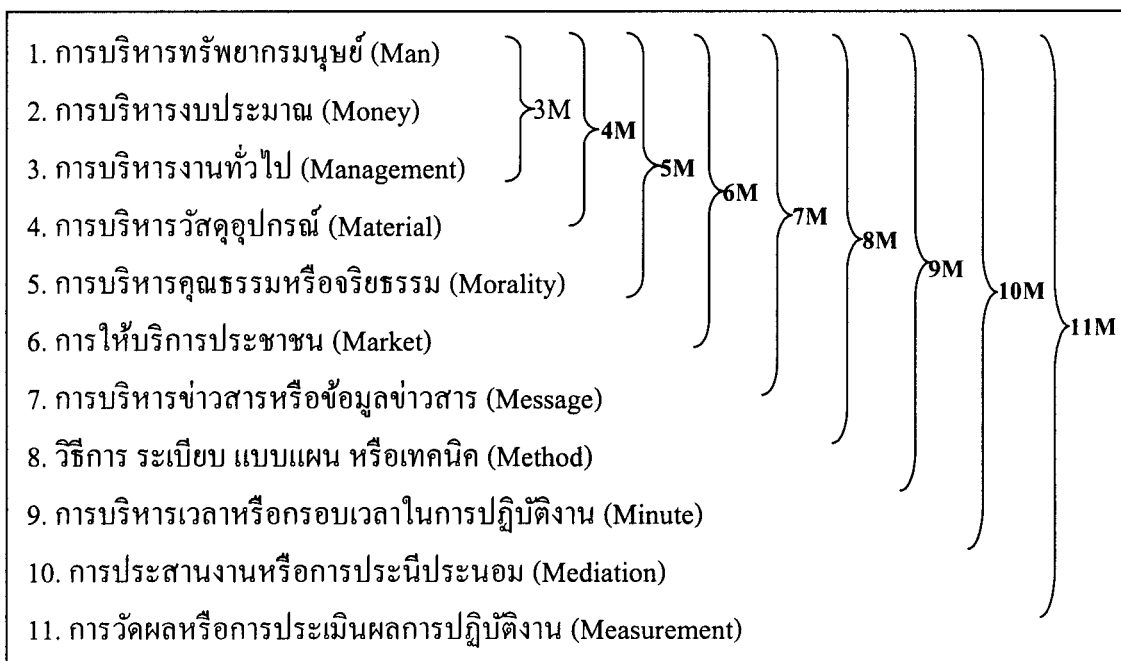 1. การบริหารทรัพยากรมนุษย์ (Man)
2. การบริหารงบประมาณ (Money)
3M
3. การบริหารงานทั่วไป (Management)
4M
5M
4. การบริหารวัสดุอุปกรณ์ (Material)
6M
7M
8M
5. การบริหารคุณธรรมหรือจริยธรรม (Morality)
9M
10M
6. การให้บริการประชาชน (Market)
11M
7. การบริหารข่าวสารหรือข้อมูลข่าวสาร (Message)
8. วิธีการ ระเบียบ แบบแผน หรือเทคนิค (Method)
9. การบริหารเวลาหรือกรอบเวลาในการปฏิบัติงาน (Minute)
10. การประสานงานหรือการประนีประนอม (Mediation)
11. การวัดผลหรือการประเมินผลการปฏิบัติงาน (Measurement)